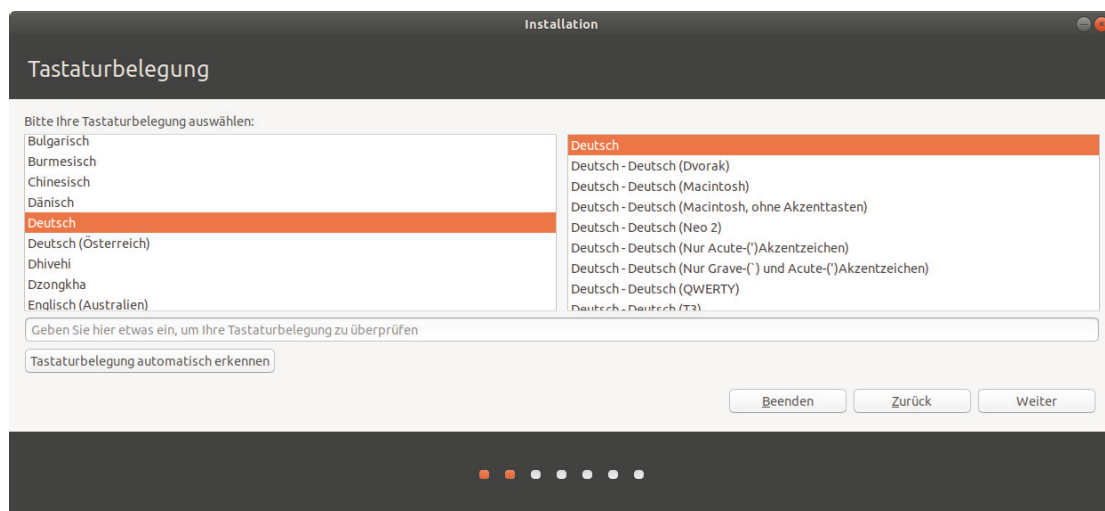 Installation
Tastaturbelegung
Bitte Ihre Tastaturbelegung auswählen:
Bulgarisch
Burmesisch
Chinesisch
Dänisch
Deutsch
Deutsch (Österreich)
Dhivehi
Dzongkha
Englisch (Australien)
Deutsch
Deutsch - Deutsch (Dvorak)
Deutsch - Deutsch (Macintosh)
Deutsch - Deutsch (Macintosh, ohne Akzenttasten)
Deutsch - Deutsch (Neo 2)
Deutsch - Deutsch (Nur Acute-(')Akzentzeichen)
Deutsch - Deutsch (Nur Grave-(`) und Acute-(')Akzentzeichen)
Deutsch - Deutsch (QWERTY)
Deutsch - Deutsch (T3)
Geben Sie hier etwas ein, um Ihre Tastaturbelegung zu überprüfen
Tastaturbelegung automatisch erkennen
Beenden
Zurück
Weiter